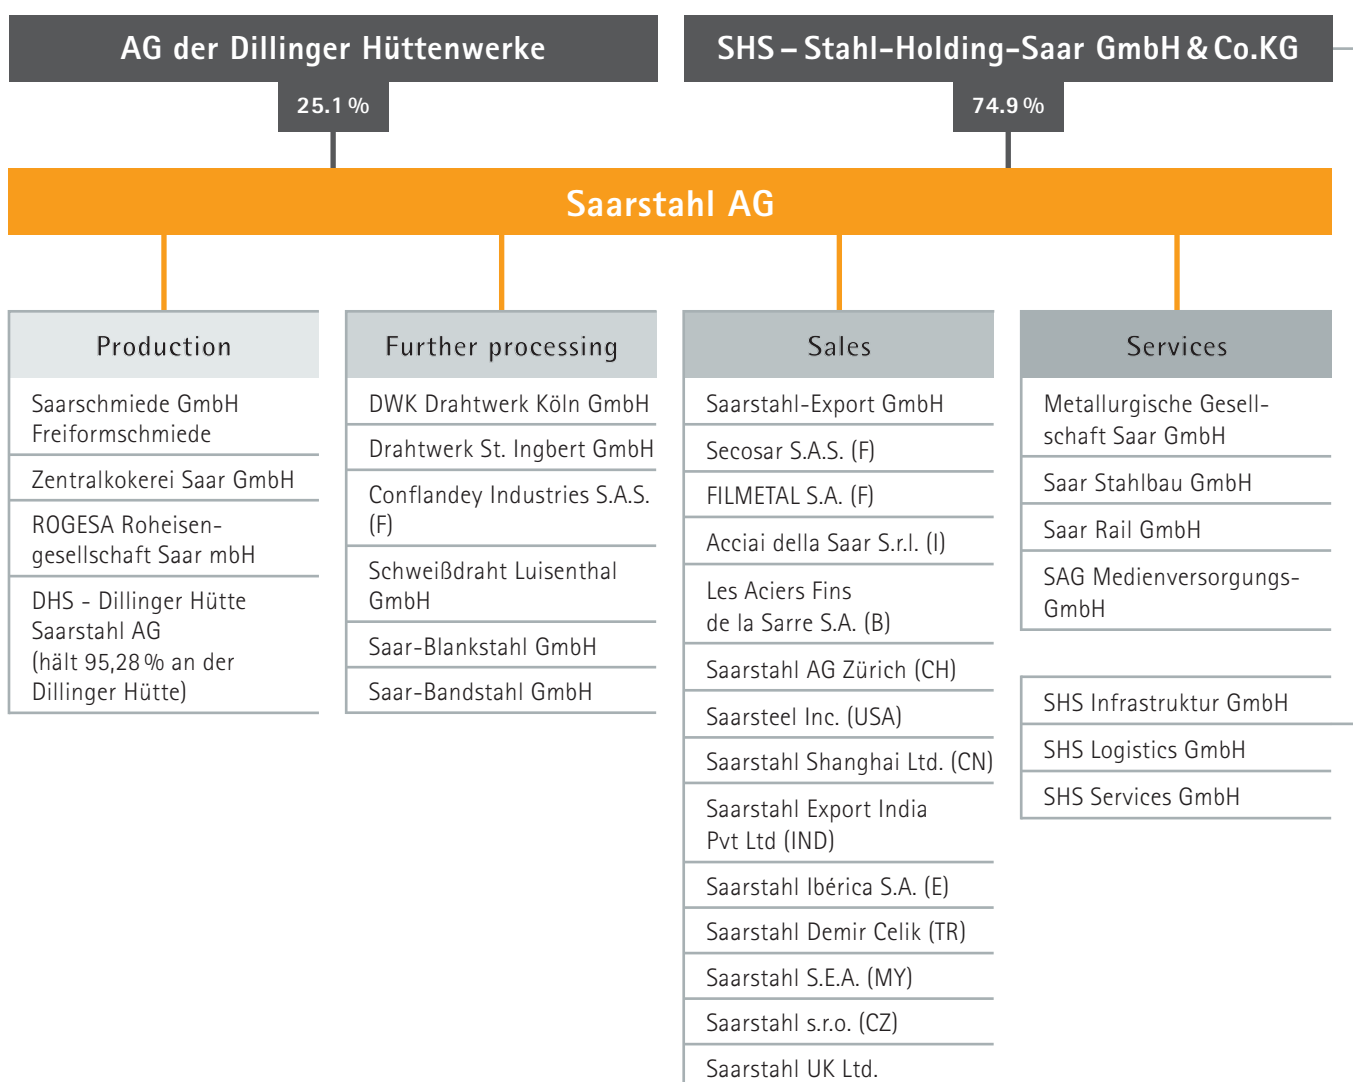 AG der Dillinger Hüttenwerke
25.1 %
SHS – Stahl-Holding-Saar GmbH & Co.KG
74.9 %
Saarstahl AG
Production
Saarschmiede GmbH
Freiformschmiede
Zentralkokerei Saar GmbH
ROGESA Roheisen-
gesellschaft Saar mbH
DHS - Dillinger Hütte
Saarstahl AG
(hält 95,28 % an der
Dillinger Hütte)
Further processing
DWK Drahtwerk Köln GmbH
Drahtwerk St. Ingbert GmbH
Conflandey Industries S.A.S.
(F)
Schweißdraht Luisenthal
GmbH
Saar-Blankstahl GmbH
Saar-Bandstahl GmbH
Sales
Saarstahl-Export GmbH
Secosar S.A.S. (F)
FILMETAL S.A. (F)
Acciai della Saar S.r.l. (I)
Les Aciers Fins
de la Sarre S.A. (B)
Saarstahl AG Zürich (CH)
Saarsteel Inc. (USA)
Saarstahl Shanghai Ltd. (CN)
Saarstahl Export India
Pvt Ltd (IND)
Saarstahl Ibérica S.A. (E)
Saarstahl Demir Celik (TR)
Saarstahl S.E.A. (MY)
Saarstahl s.r.o. (CZ)
Saarstahl UK Ltd.
Services
Metallurgische Gesell-
schaft Saar GmbH
Saar Stahlbau GmbH
Saar Rail GmbH
SAG Medienversorgungs-
GmbH
SHS Infrastruktur GmbH
SHS Logistics GmbH
SHS Services GmbH